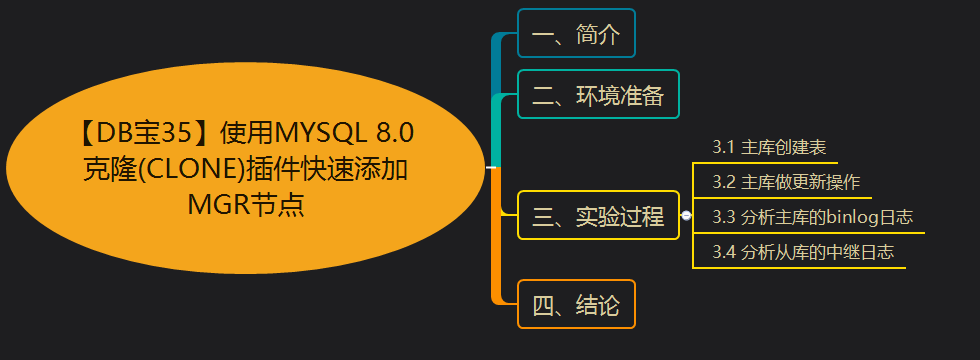 【DB宝35】使用MYSQL 8.0
克隆(CLONE)插件快速添加
MGR节点
一、简介
二、环境准备
三、实验过程
3.1 主库创建表
3.2 主库做更新操作
3.3 分析主库的binlog日志
3.4 分析从库的中继日志
四、结论